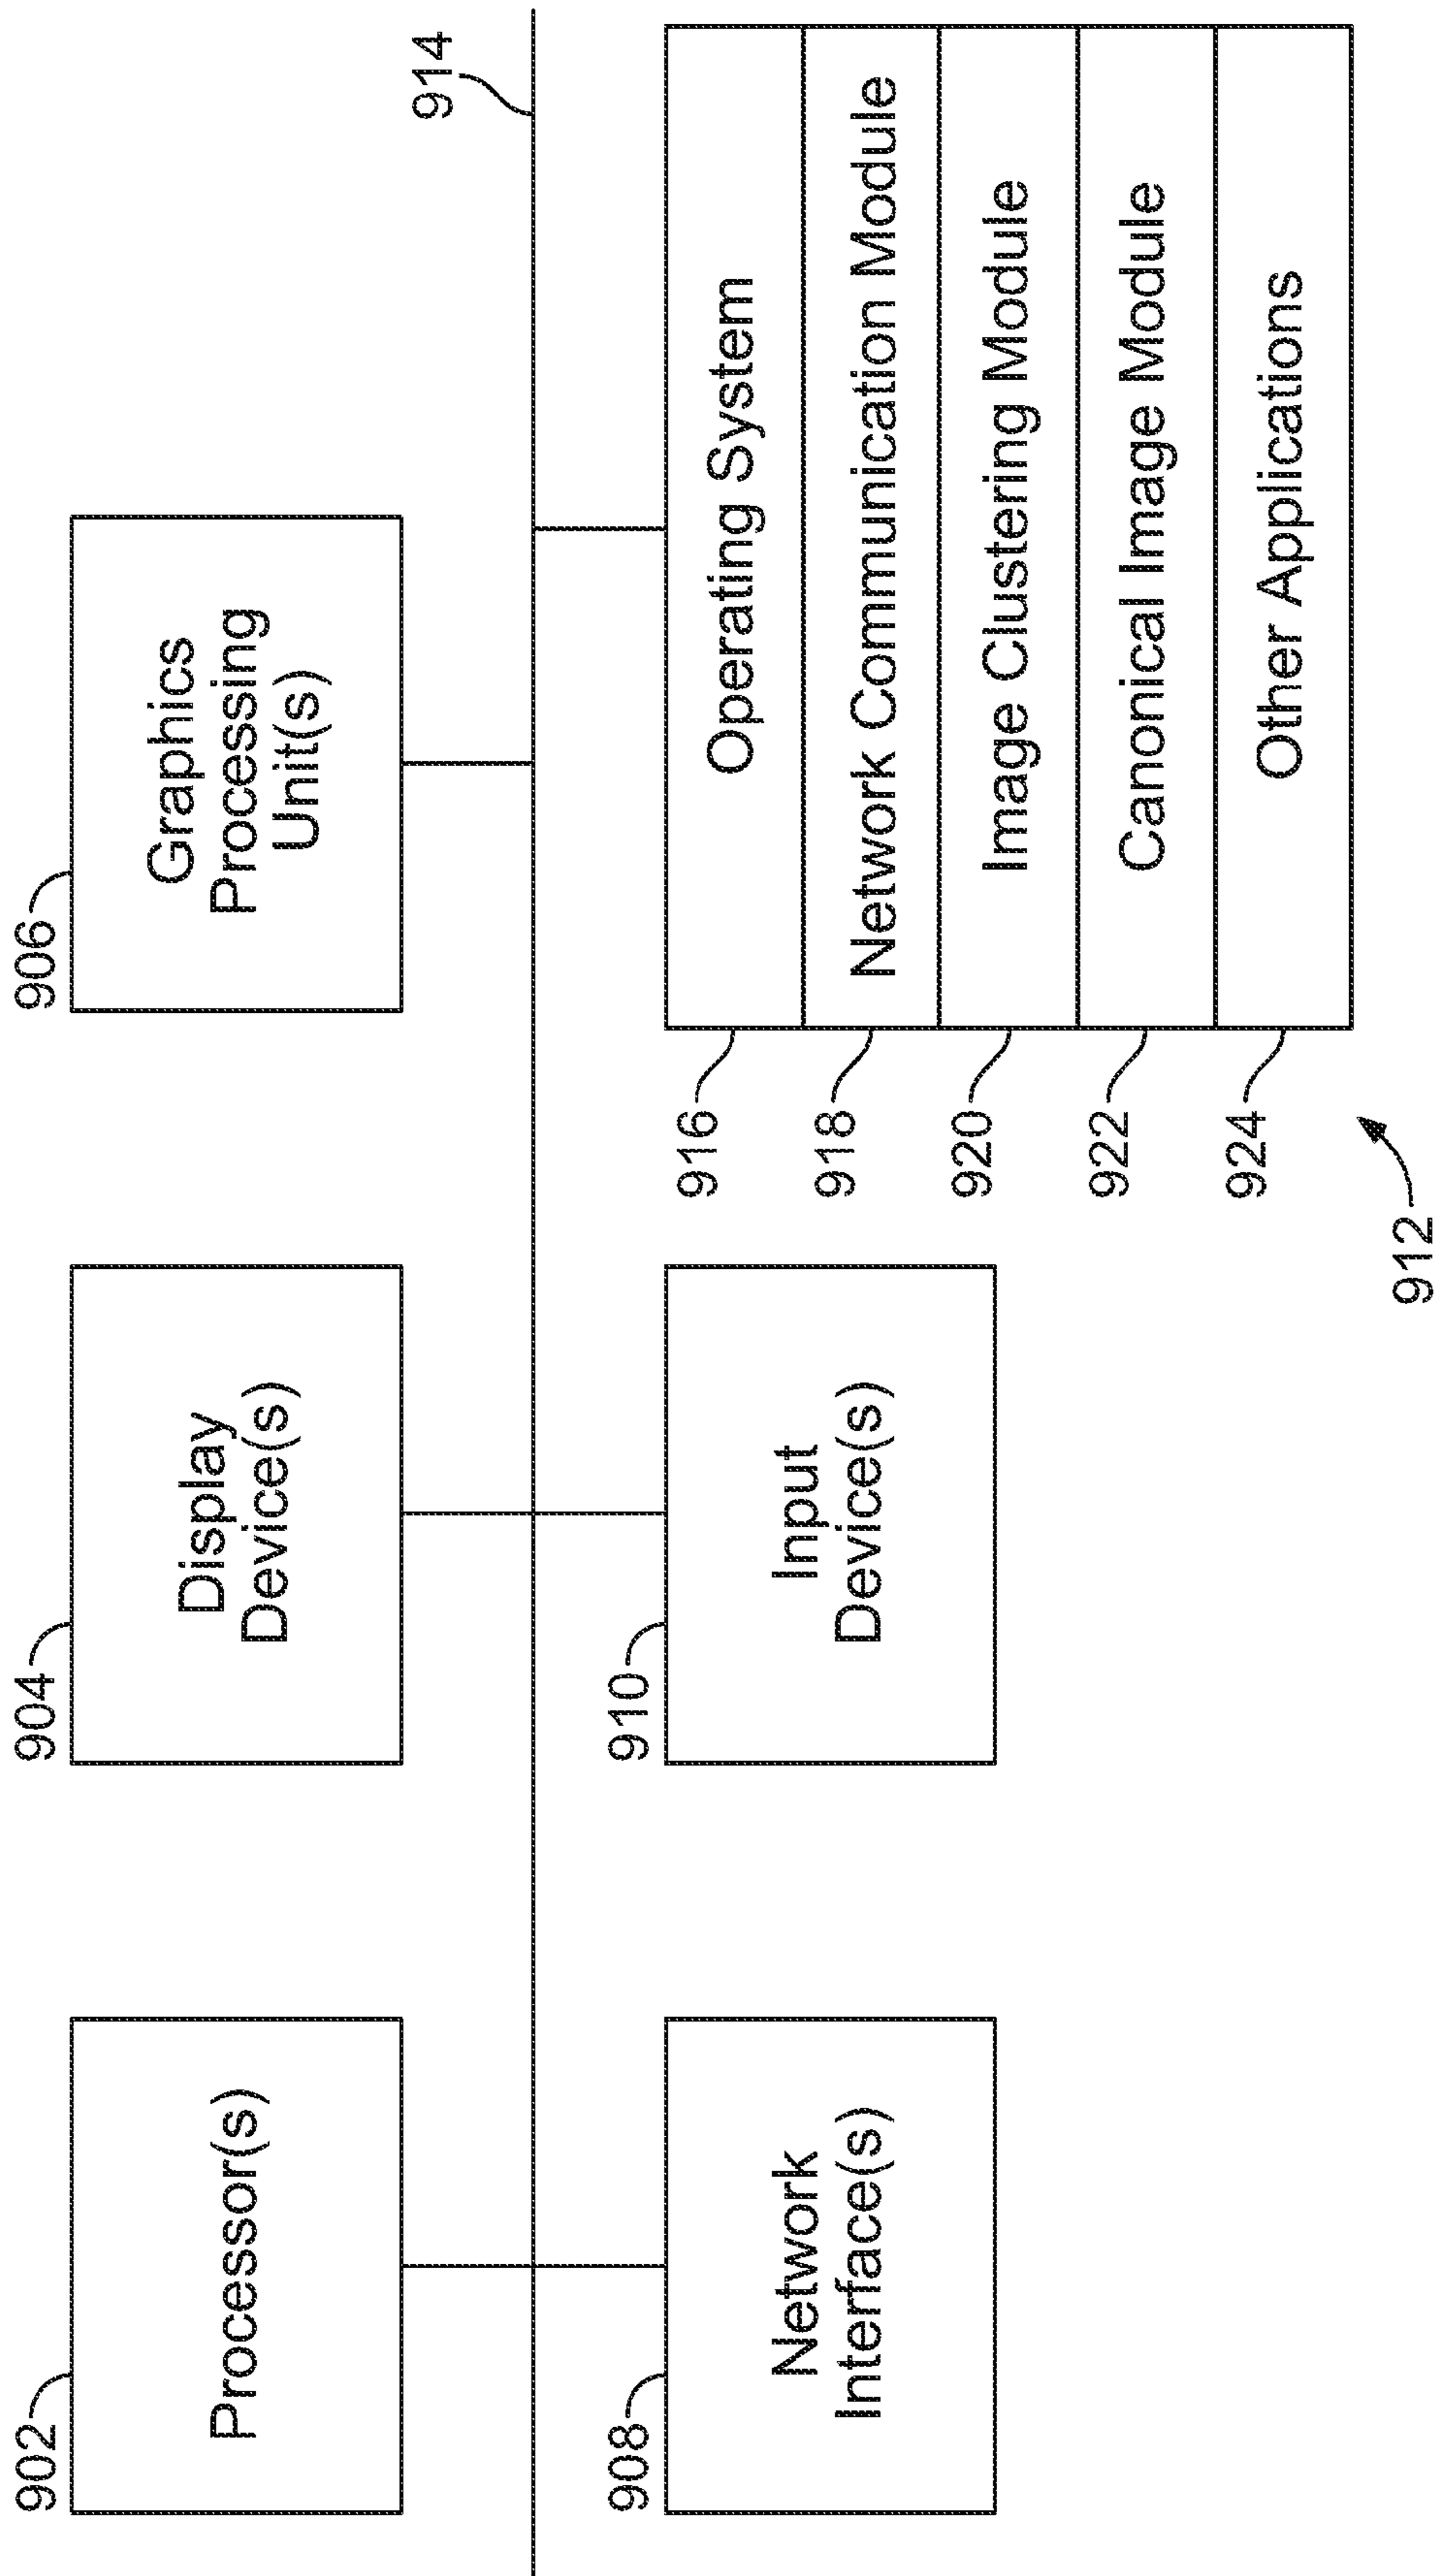 902
Processor(s)
904
Display
Device(s)
906
Graphics
Processing
Unit(s)
914
908
Network
Interface(s)
910
Input
Device(s)
916
Operating System
918
Network Communication Module
920
Image Clustering Module
922
Canonical Image Module
924
Other Applications
912